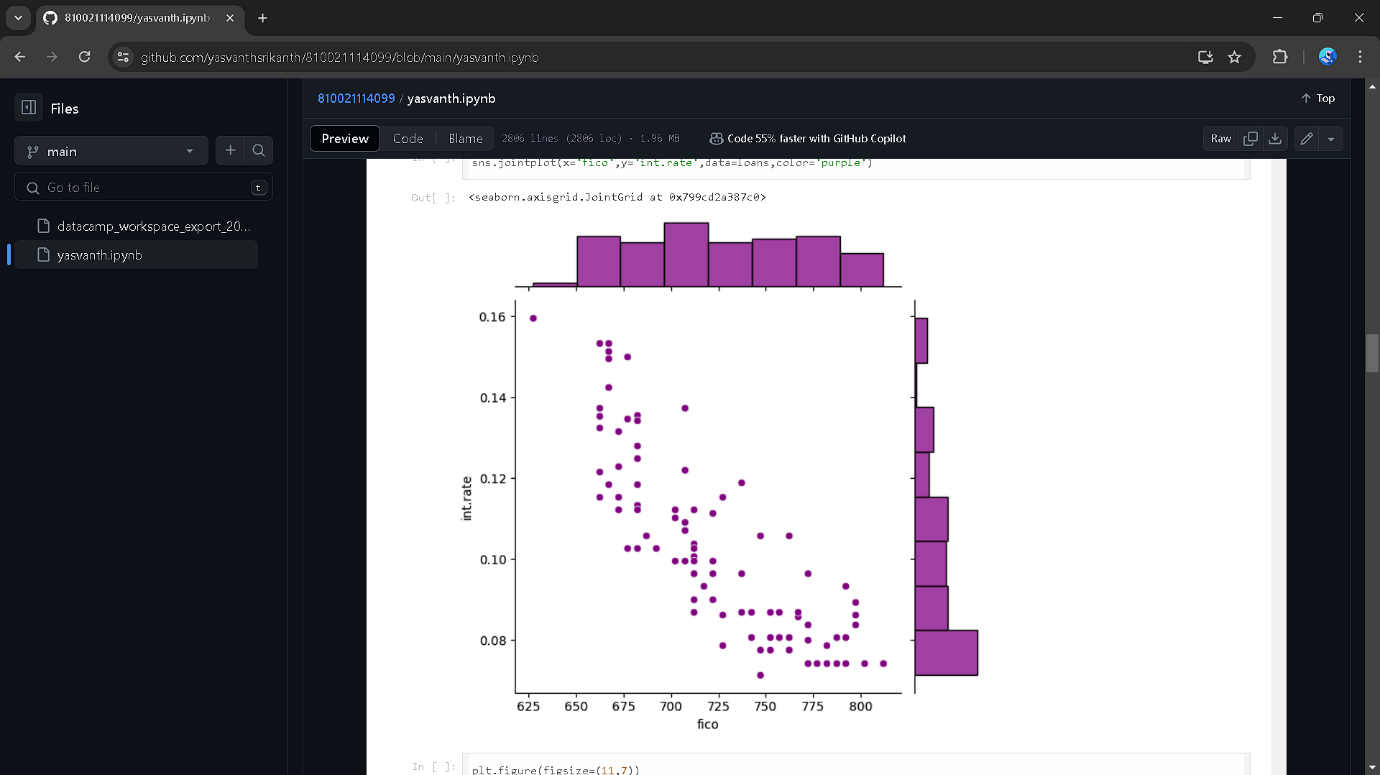 810021114099/yasvanth.ipynb
github.com/yasvanthsrikanth/810021114099/blob/main/yasvanth.ipynb
Files
main
Go to file
t
datacamp_workspace_export_20...
yasvanth.ipynb
810021114099 / yasvanth.ipynb
Top
Preview
Code
Blame
2806 lines (2806 loc) · 1.96 MB
Code 55% faster with GitHub Copilot
Raw
In [ ]:
sns.jointplot(x='fico',y='int.rate',data=loans,color='purple')
Out[ ]:
<seaborn.axisgrid.JointGrid at 0x799cd2a387c0>
0.16
0.14
0.12
0.10
0.08
int.rate
625 650 675 700 725 750 775 800
fico
In [ ]:
plt.figure(figsize=(11,7))